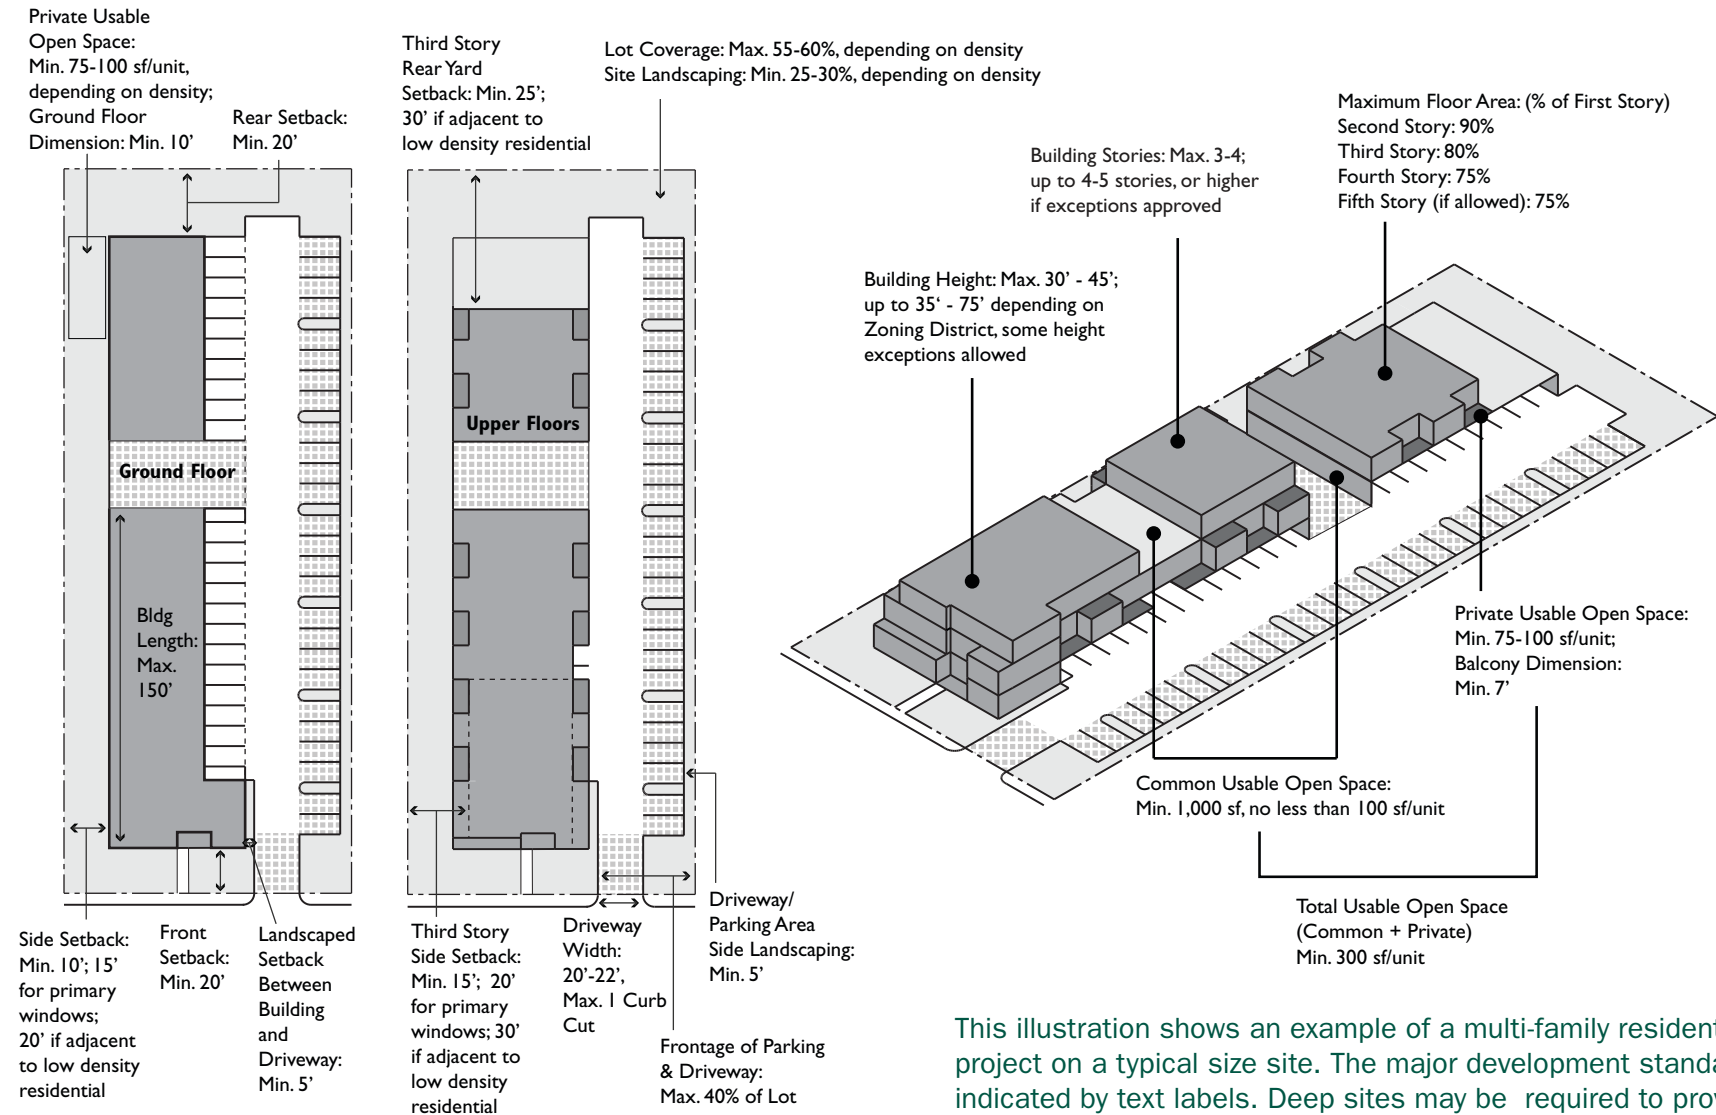 Private Usable
Open Space:
Min. 75-100 sf/unit,
depending on density;
Ground Floor
Dimension: Min. 10’
Rear Setback:
Min. 20’
Third Story
Rear Yard
Setback: Min. 25’;
30’ if adjacent to
low density residential
Lot Coverage: Max. 55-60%, depending on density
Site Landscaping: Min. 25-30%, depending on density
Building Stories: Max. 3-4;
up to 4-5 stories, or higher
if exceptions approved
Maximum Floor Area: (% of First Story)
Second Story: 90%
Third Story: 80%
Fourth Story: 75%
Fifth Story (if allowed): 75%
Building Height: Max. 30’ - 45’;
up to 35‘ - 75’ depending on
Zoning District, some height
exceptions allowed
Ground Floor
Upper Floors
Bldg
Length:
Max.
150’
Private Usable Open Space:
Min. 75-100 sf/unit;
Balcony Dimension:
Min. 7’
Common Usable Open Space:
Min. 1,000 sf, no less than 100 sf/unit
Total Usable Open Space
(Common + Private)
Min. 300 sf/unit
Side Setback:
Min. 10’; 15’
for primary
windows;
20’ if adjacent
to low density
residential
Front
Setback:
Min. 20’
Landscaped
Setback
Between
Building
and
Driveway:
Min. 5’
Third Story
Side Setback:
Min. 15’; 20’
for primary
windows; 30’
if adjacent to
low density
residential
Driveway
Width:
20’-22’,
Max. 1 Curb
Cut
Driveway/
Parking Area
Side Landscaping:
Min. 5’
Frontage of Parking
& Driveway:
Max. 40% of Lot
This illustration shows an example of a multi-family resident
project on a typical size site. The major development standa
indicated by text labels. Deep sites may be required to prov